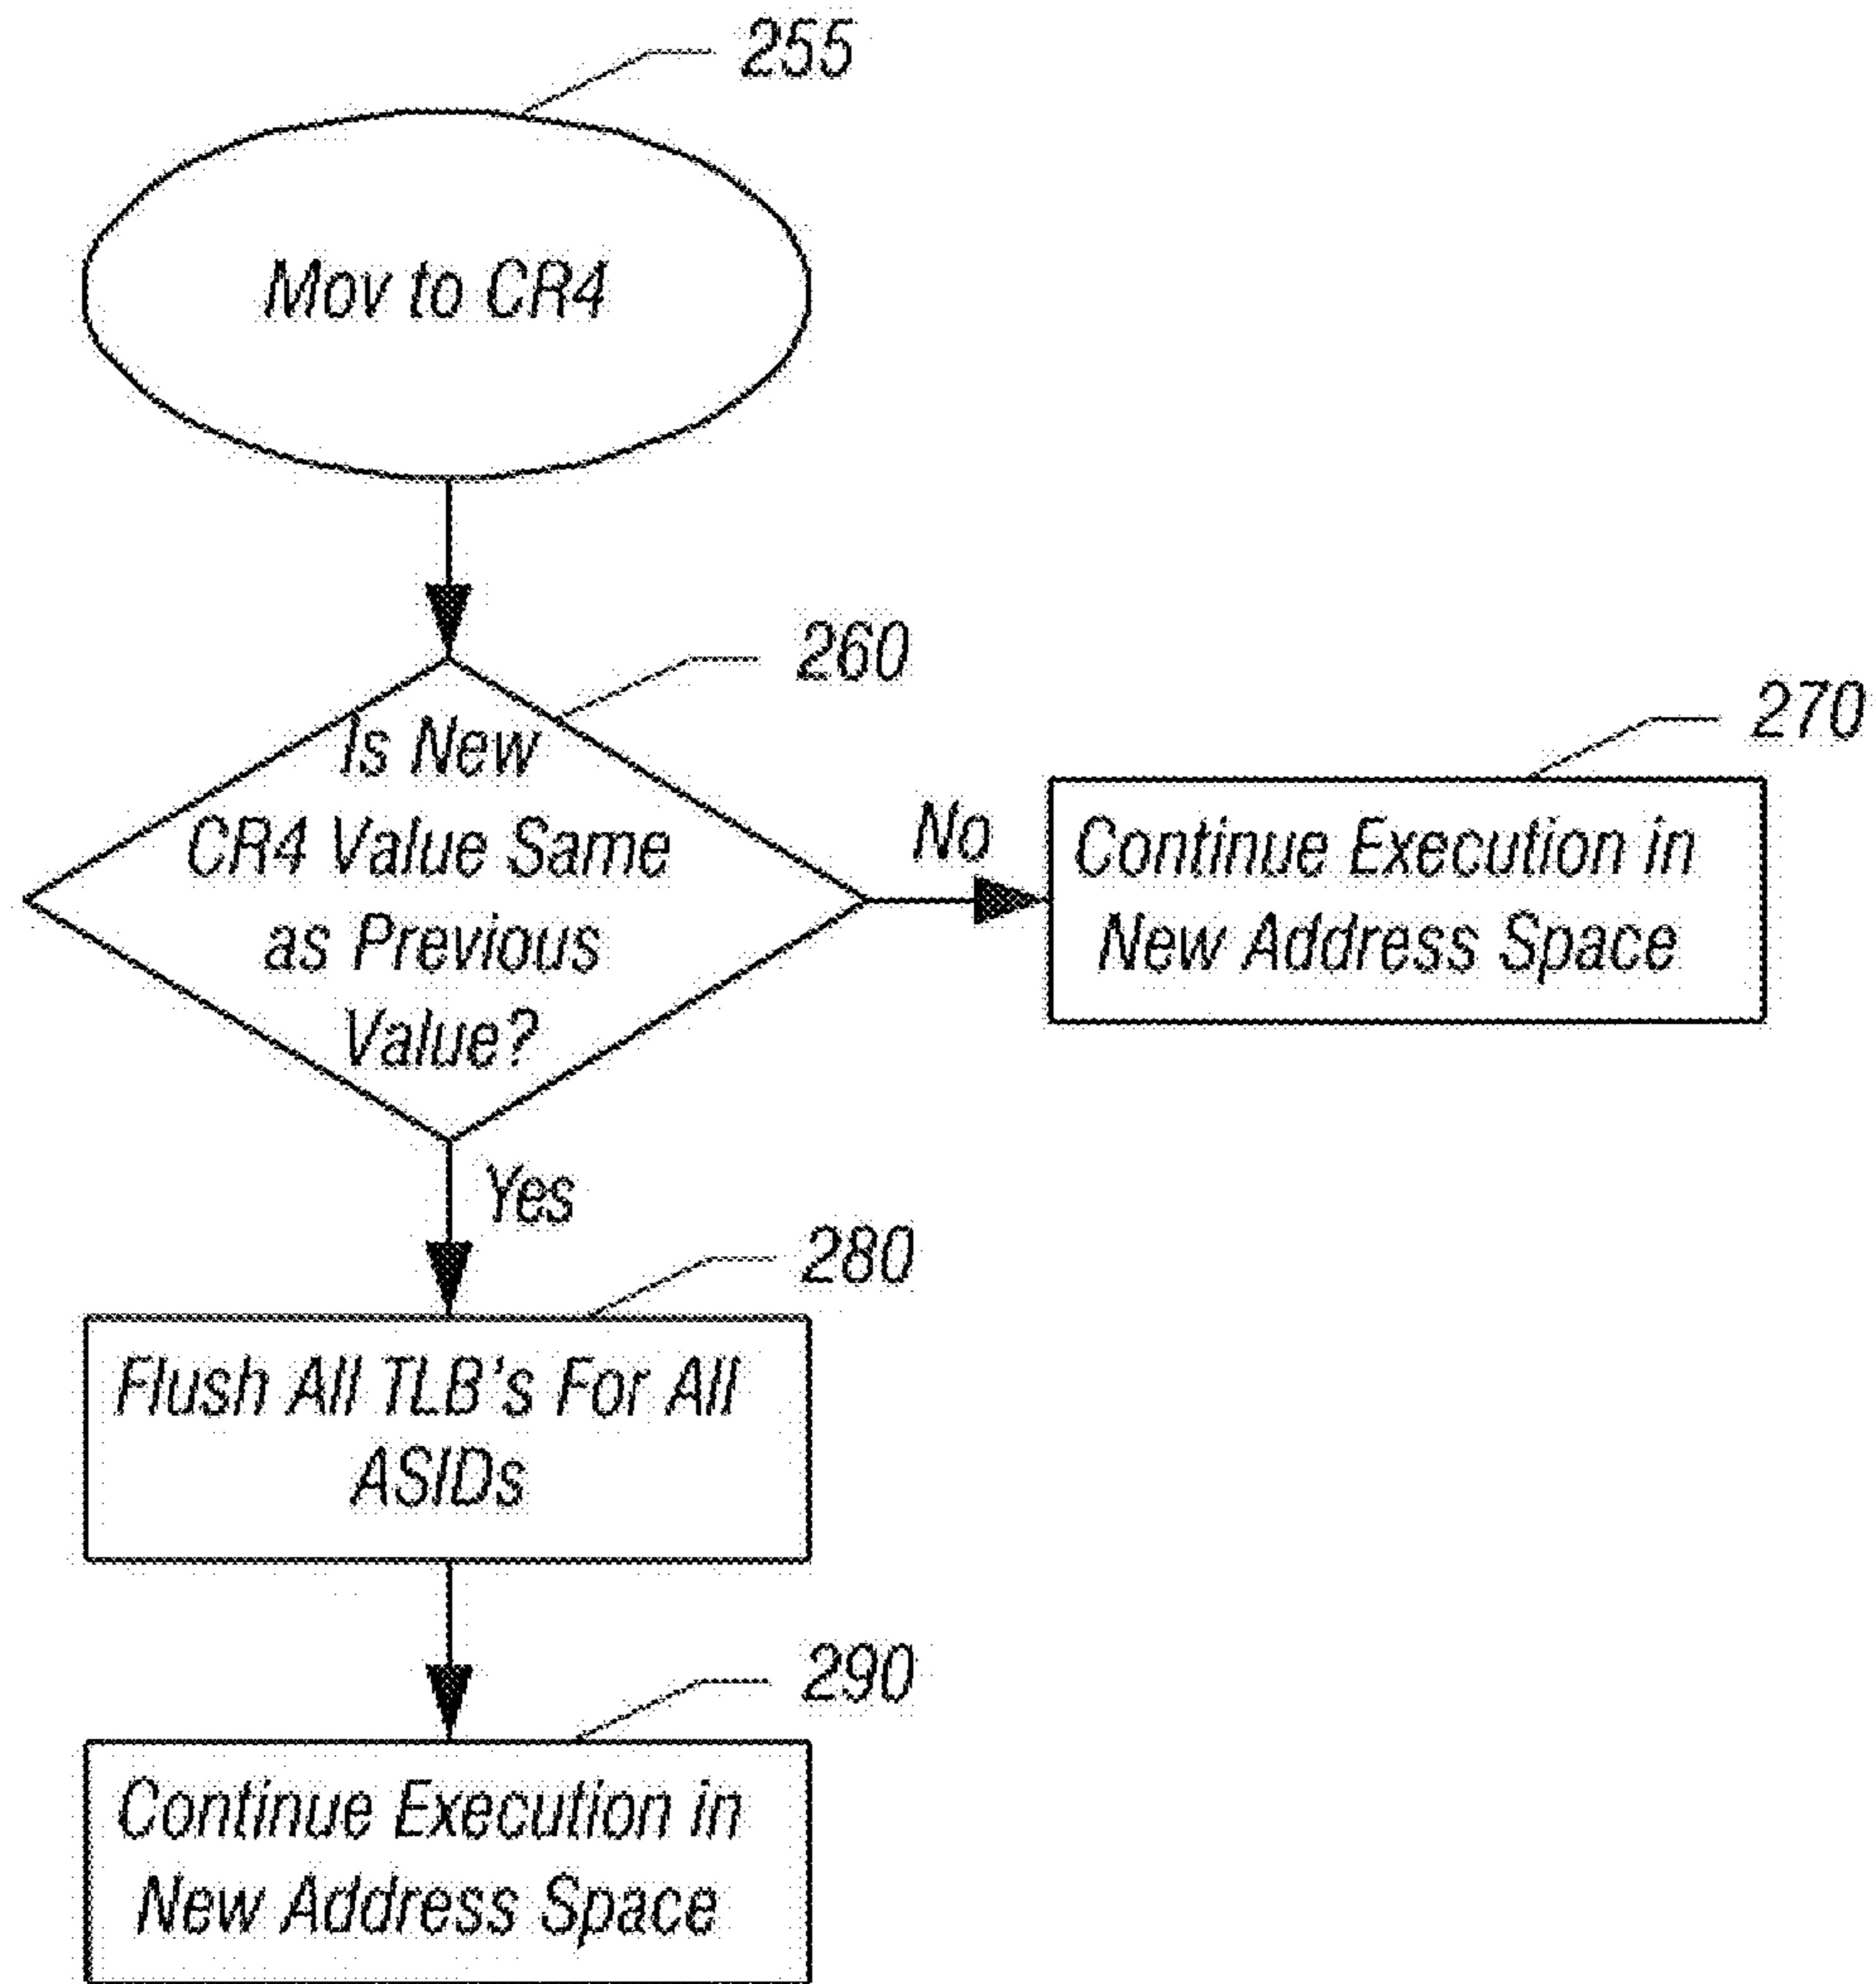 255
Mov to CR4
260
Is New
CR4 Value Same
as Previous
Value?
No
270
Continue Execution in
New Address Space
Yes
280
Flush All TLB's For All
ASIDs
290
Continue Execution in
New Address Space